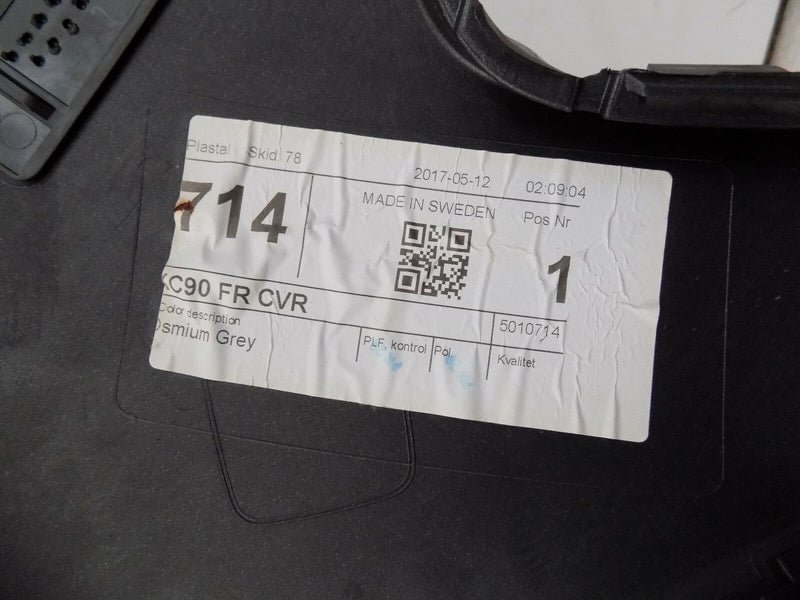 Plastal Skid: 78 2017-05-12 02:09:04
714 MADE IN SWEDEN Pos Nr
1
XC90 FR CVR
5010714
Color description
Osmium Grey
PLF. kontroll Pol. Kvalitet